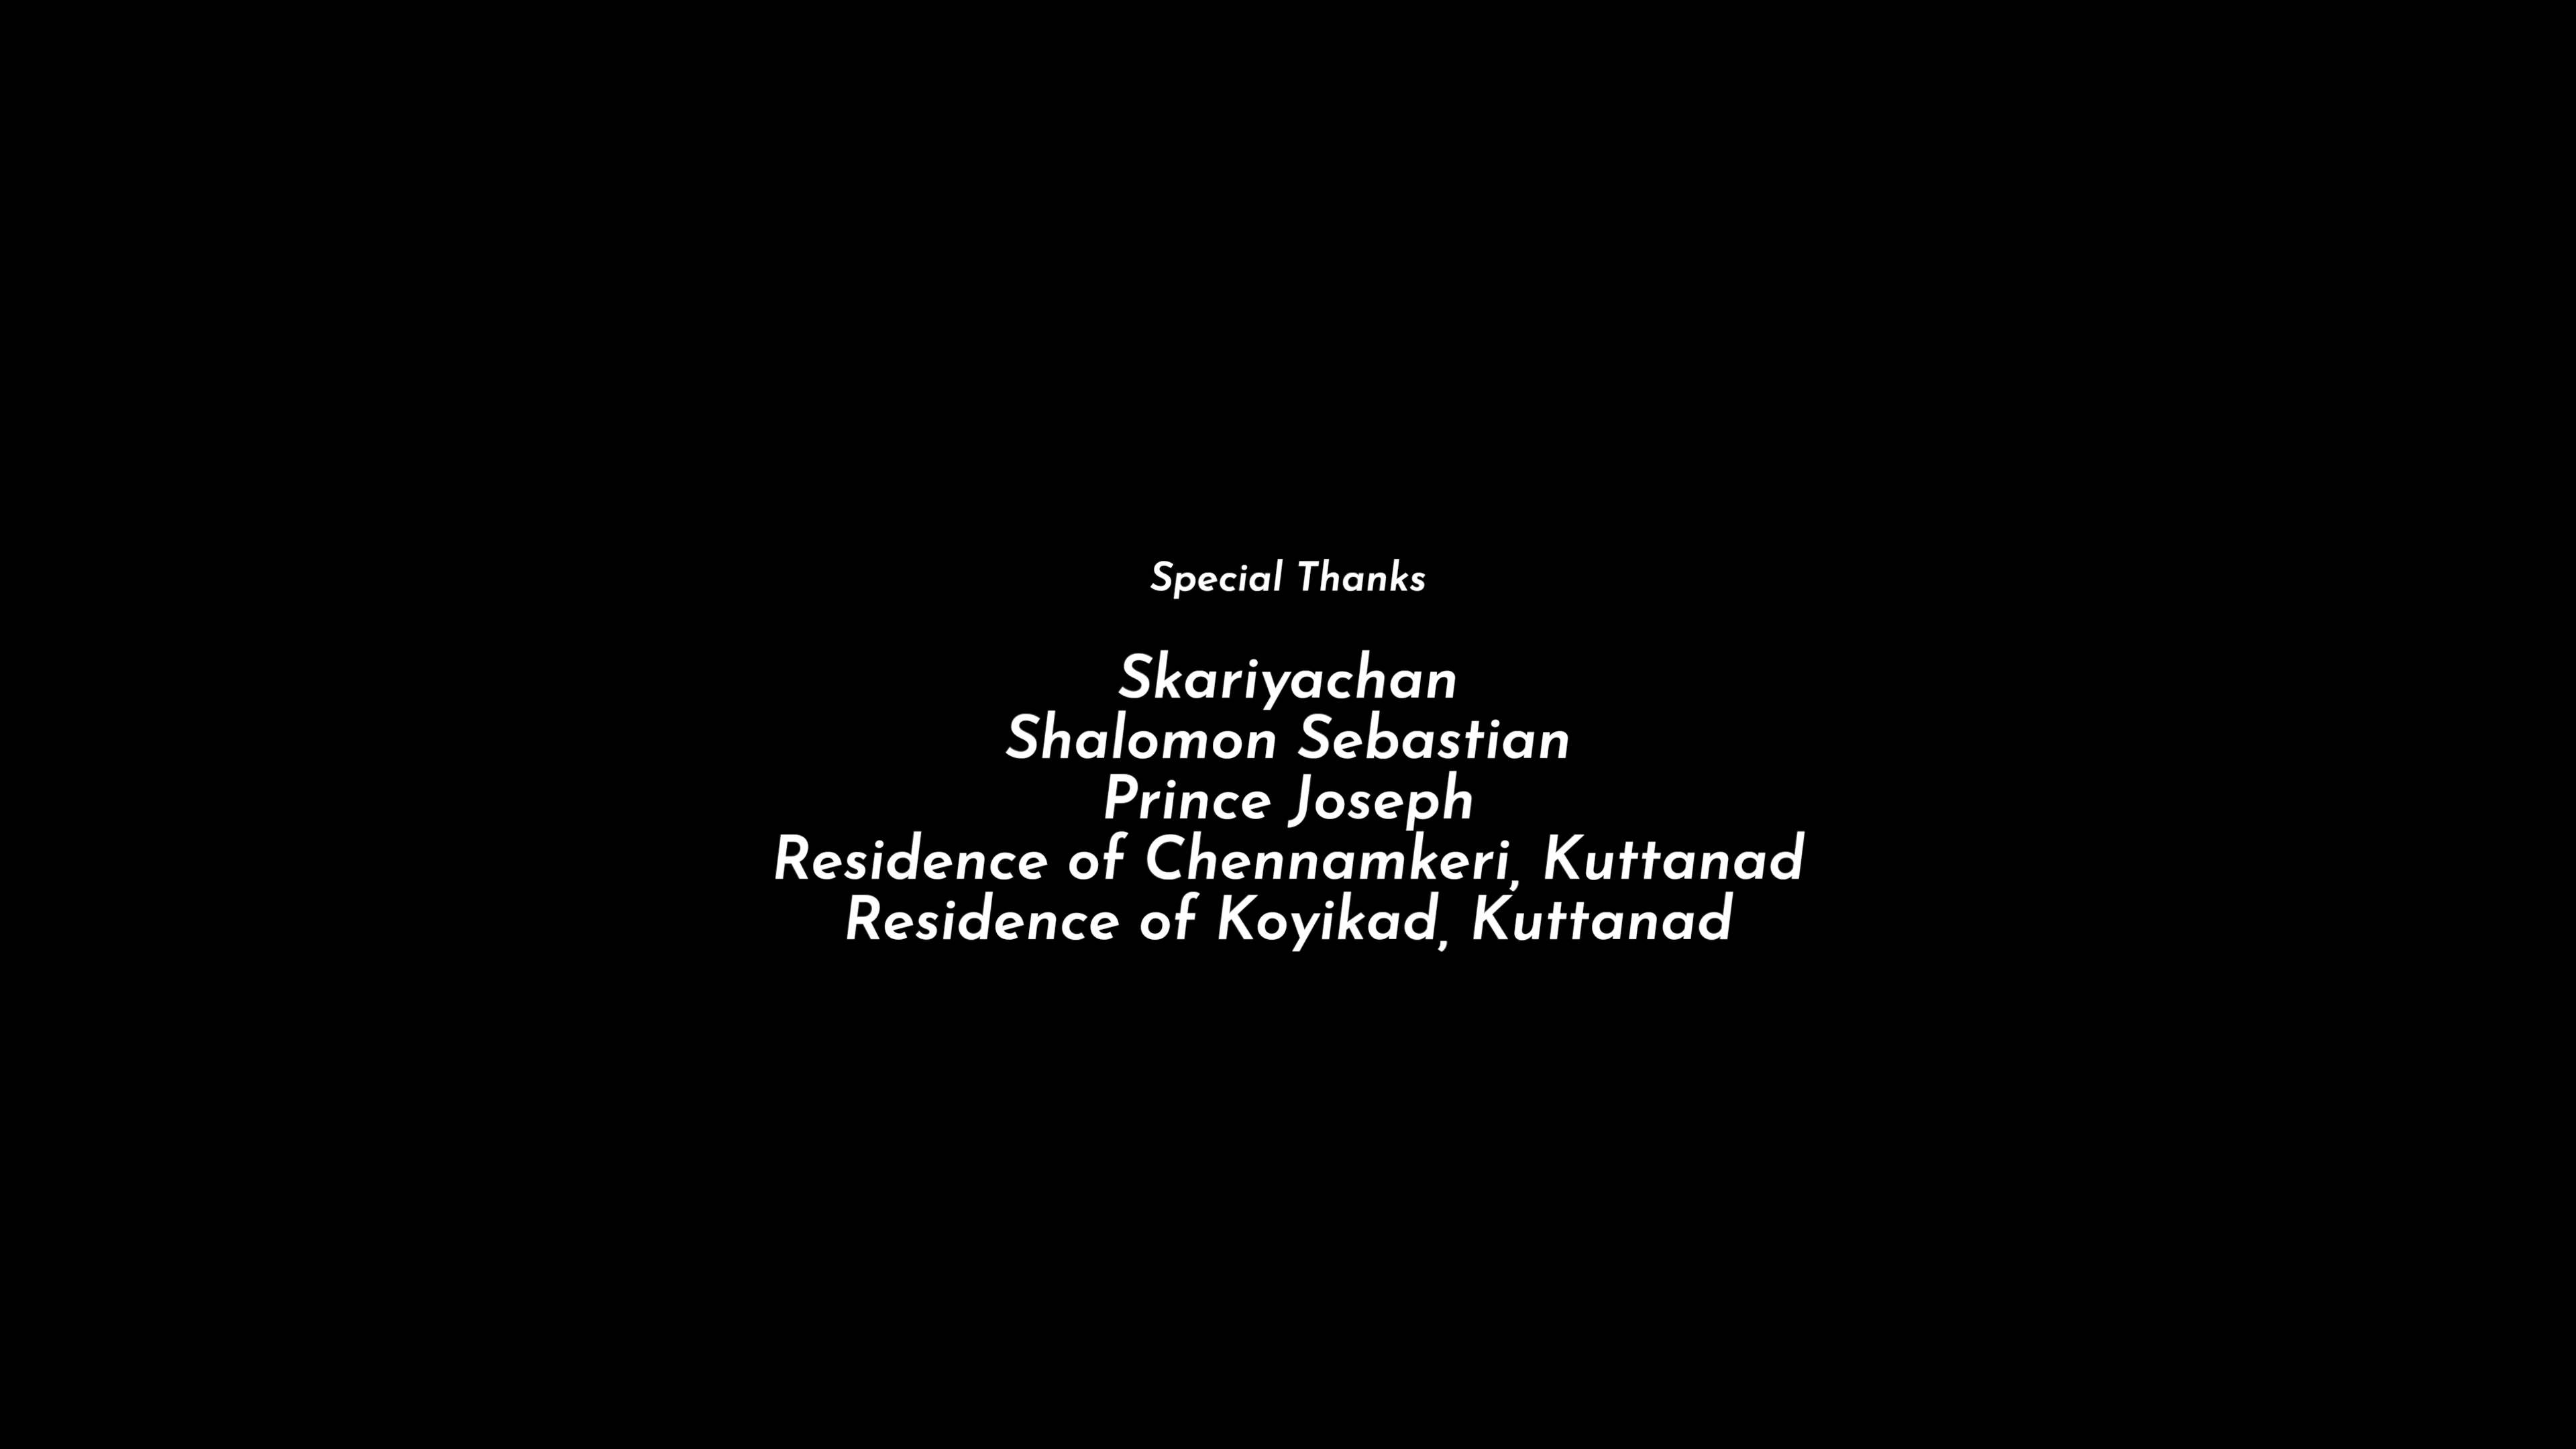 Special Thanks
Skariyachan
Shalomon Sebastian
Prince Joseph
Residence of Chennamkeri, Kuttanad
Residence of Koyikad, Kuttanad